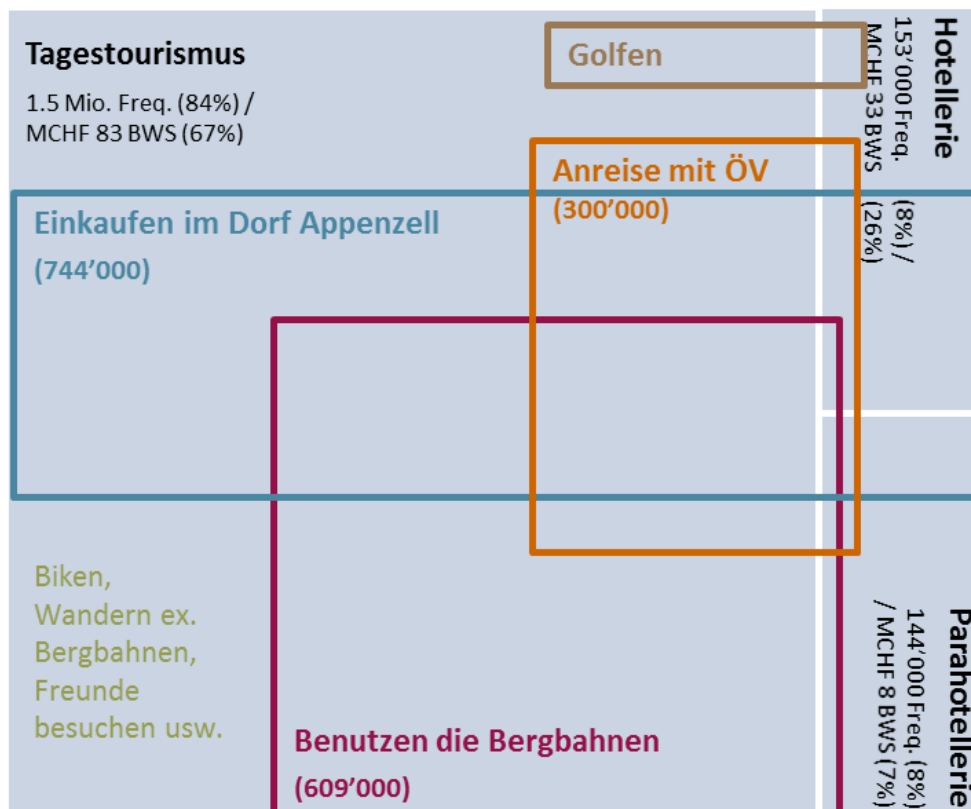 Tagestourismus
1.5 Mio. Freq. (84%) /
MCHF 83 BWS (67%)
Golfen
Hotellerie
153’000 Freq. (8%) /
MCHF 33 BWS (26%)
Anreise mit ÖV
(300’000)
Einkaufen im Dorf Appenzell
(744’000)
Biken,
Wandern ex.
Bergbahnen,
Freunde
besuchen usw.
Benutzen die Bergbahnen
(609’000)
Parahotellerie
144’000 Freq. (8%)
/ MCHF 8 BWS (7%)